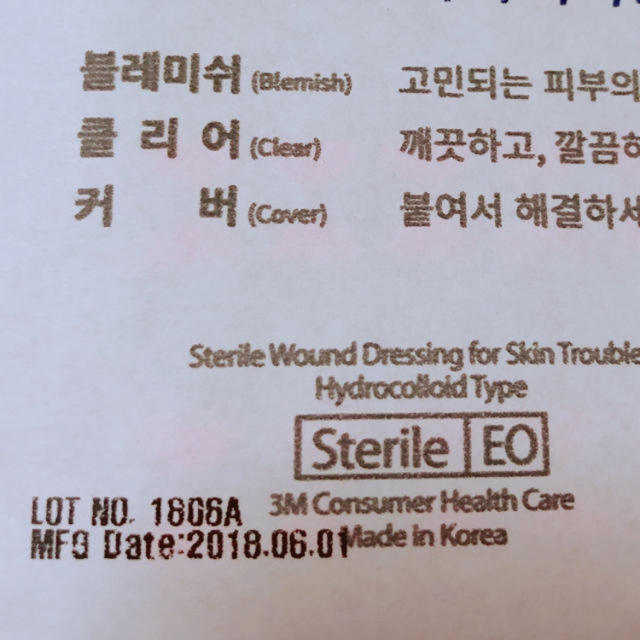 블레미쉬 (Blemish) 고민되는 피부의
클리어 (Clear) 깨끗하고, 깔끔하
커버 (Cover) 붙여서 해결하세
Sterile Wound Dressing for Skin Trouble
Hydrocolloid Type
Sterile EO
LOT NO. 1806A 3M Consumer Health Care
MFG Date:2018.06.01 Made in Korea